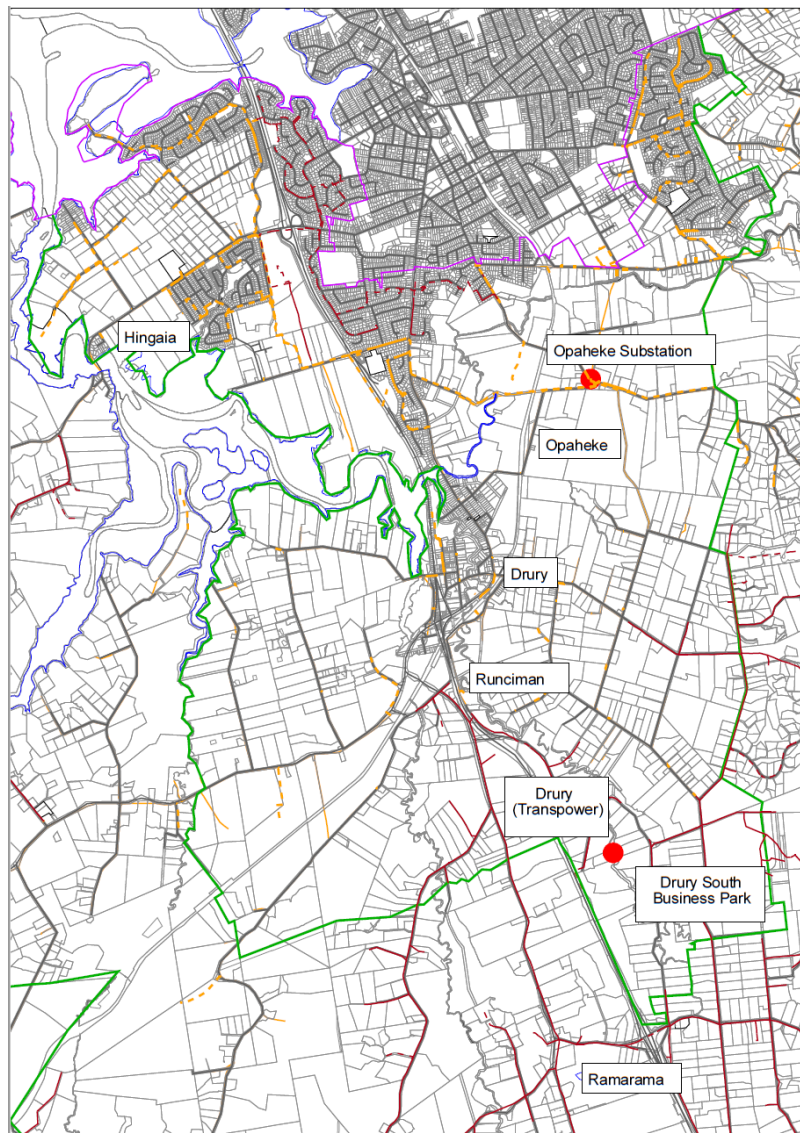 Hingaia
Opaheke Substation
Opaheke
Drury
Runciman
Drury
(Transpower)
Drury South
Business Park
Ramarama